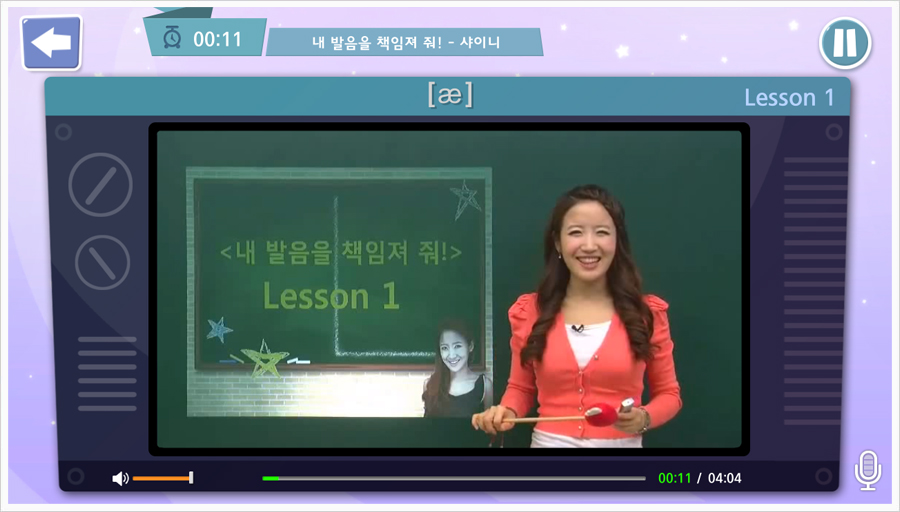 00:11
내 발음을 책임져 줘! - 샤이니
[æ]
Lesson 1
<내 발음을 책임져 줘!>
Lesson 1
00:11 / 04:04